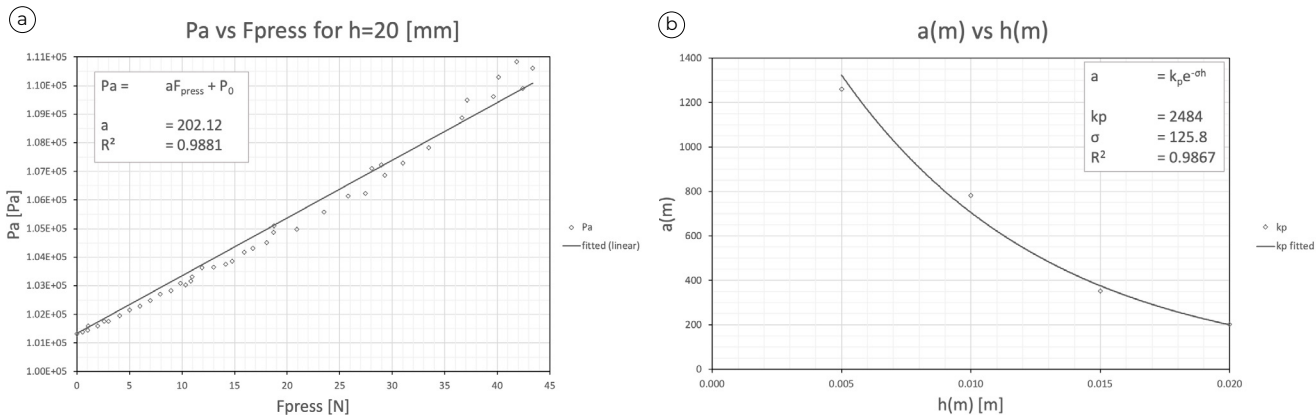 a
Pa vs Fpress for h=20 [mm]
1.11E+05
1.10E+05
1.09E+05
1.08E+05
1.07E+05
1.06E+05
1.05E+05
1.04E+05
1.03E+05
1.02E+05
1.01E+05
1.00E+05
Pa [Pa]
Pa = aFpress + P0
a = 202.12
R² = 0.9881
0 5 10 15 20 25 30 35 40 45
Fpress [N]
Pa
fitted (linear)
b
a(m) vs h(m)
1400
1200
1000
800
600
400
200
0
a(m)
a = kpe-σh
kp = 2484
σ = 125.8
R² = 0.9867
0.000 0.005 0.010 0.015 0.020
h(m) [m]
kp
kp fitted